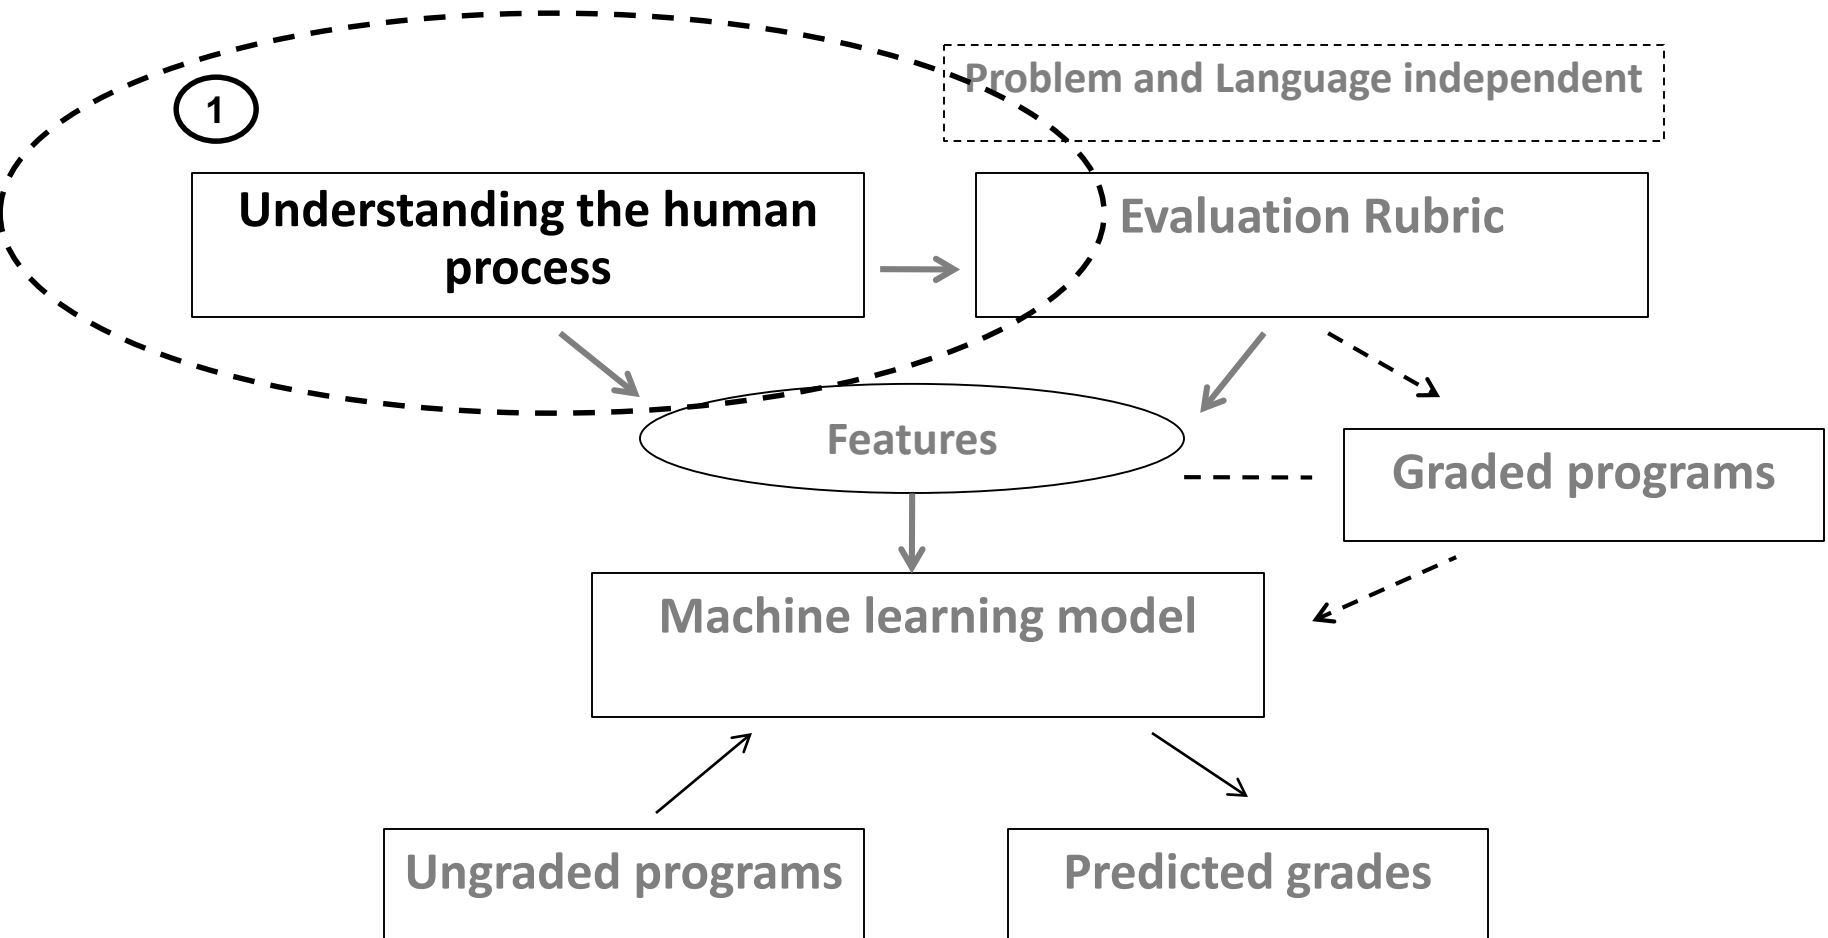 Problem and Language independent
1
Understanding the human
process
Evaluation Rubric
Features
Graded programs
Machine learning model
Ungraded programs
Predicted grades